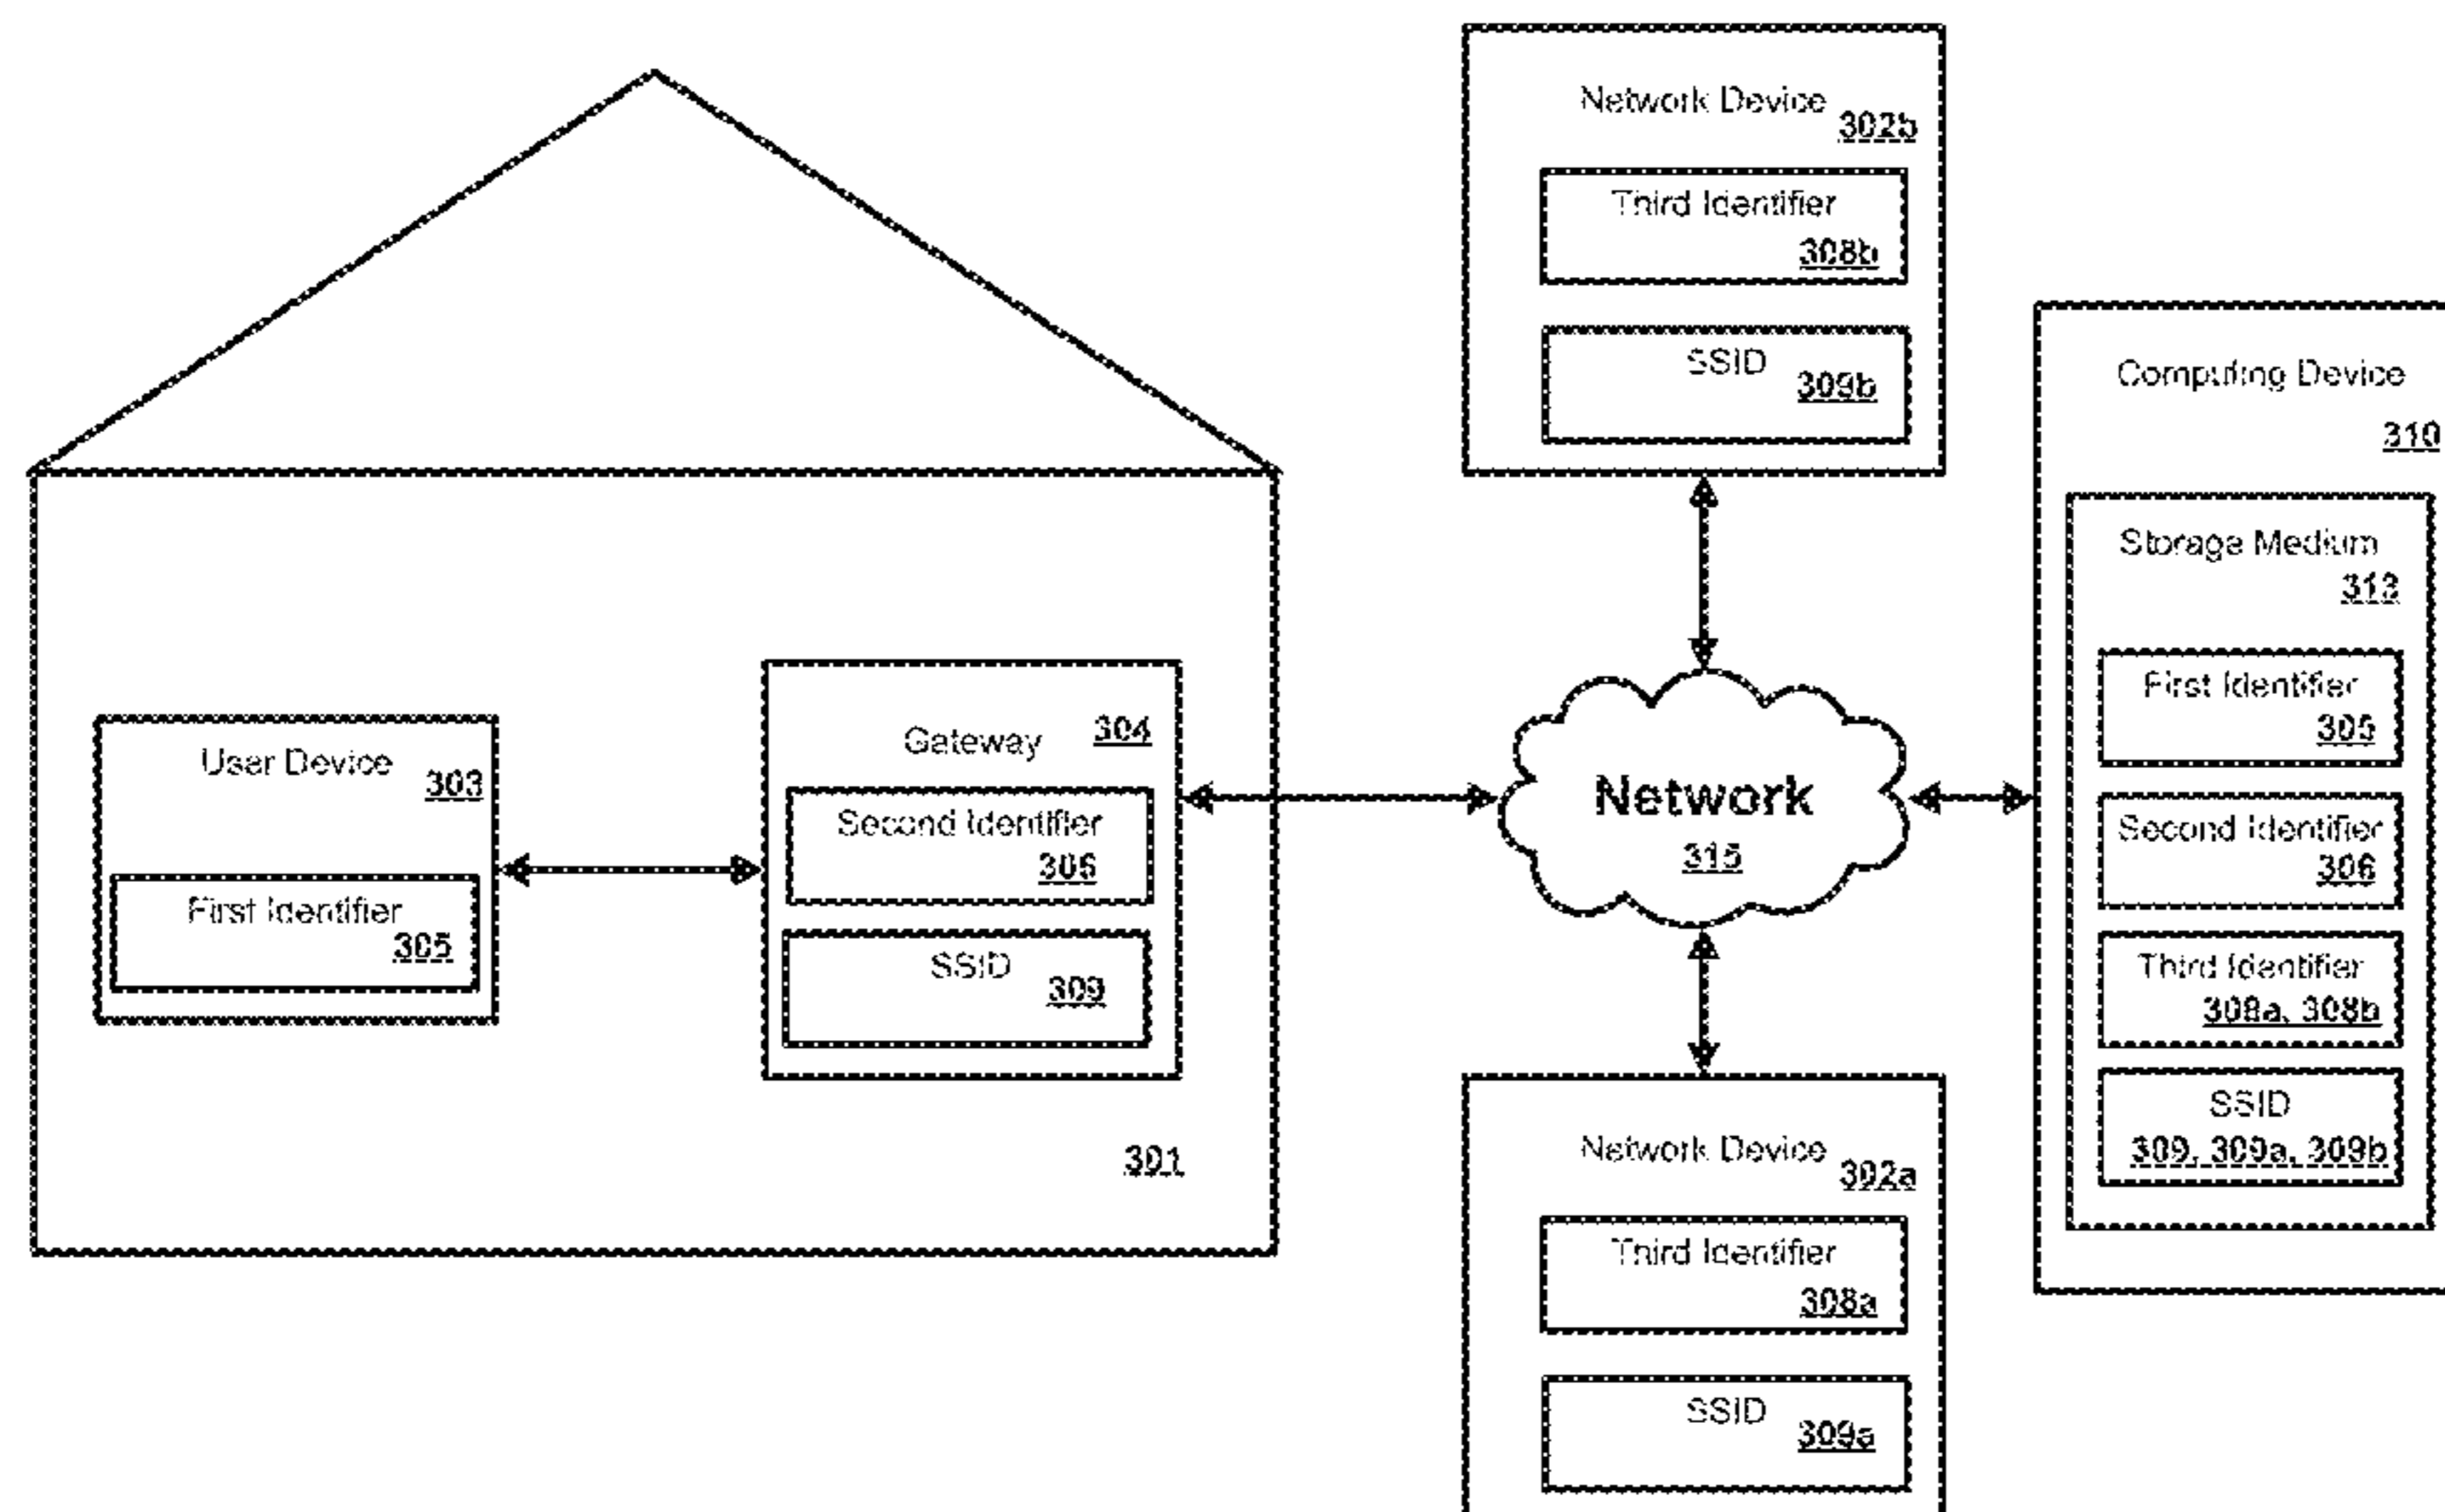 Network Device
302b
Third Identifier
308b
SSID
309b
Computing Device
310
Storage Medium
313
First Identifier
305
Second Identifier
306
Third Identifier
308a, 308b
SSID
309, 309a, 309b
User Device
303
First Identifier
305
Gateway 304
Second Identifier
306
SSID
309
301
Network
315
Network Device
302a
Third Identifier
308a
SSID
309a